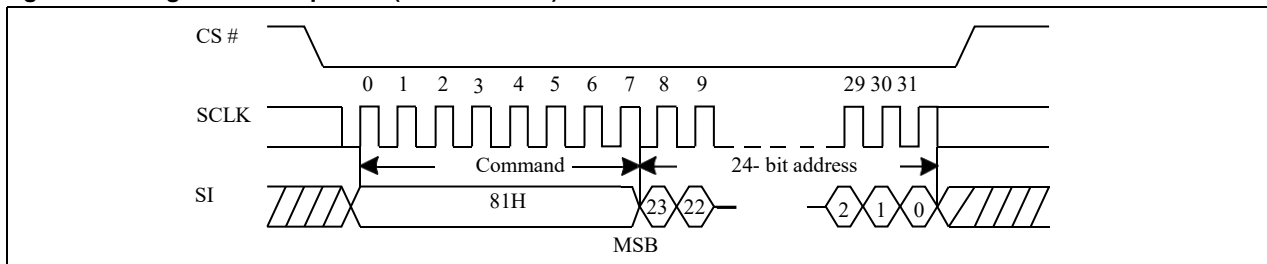 CS #
0 1 2 3 4 5 6 7 8 9 29 30 31
SCLK
Command 24- bit address
SI 81H 23 22 2 1 0
MSB